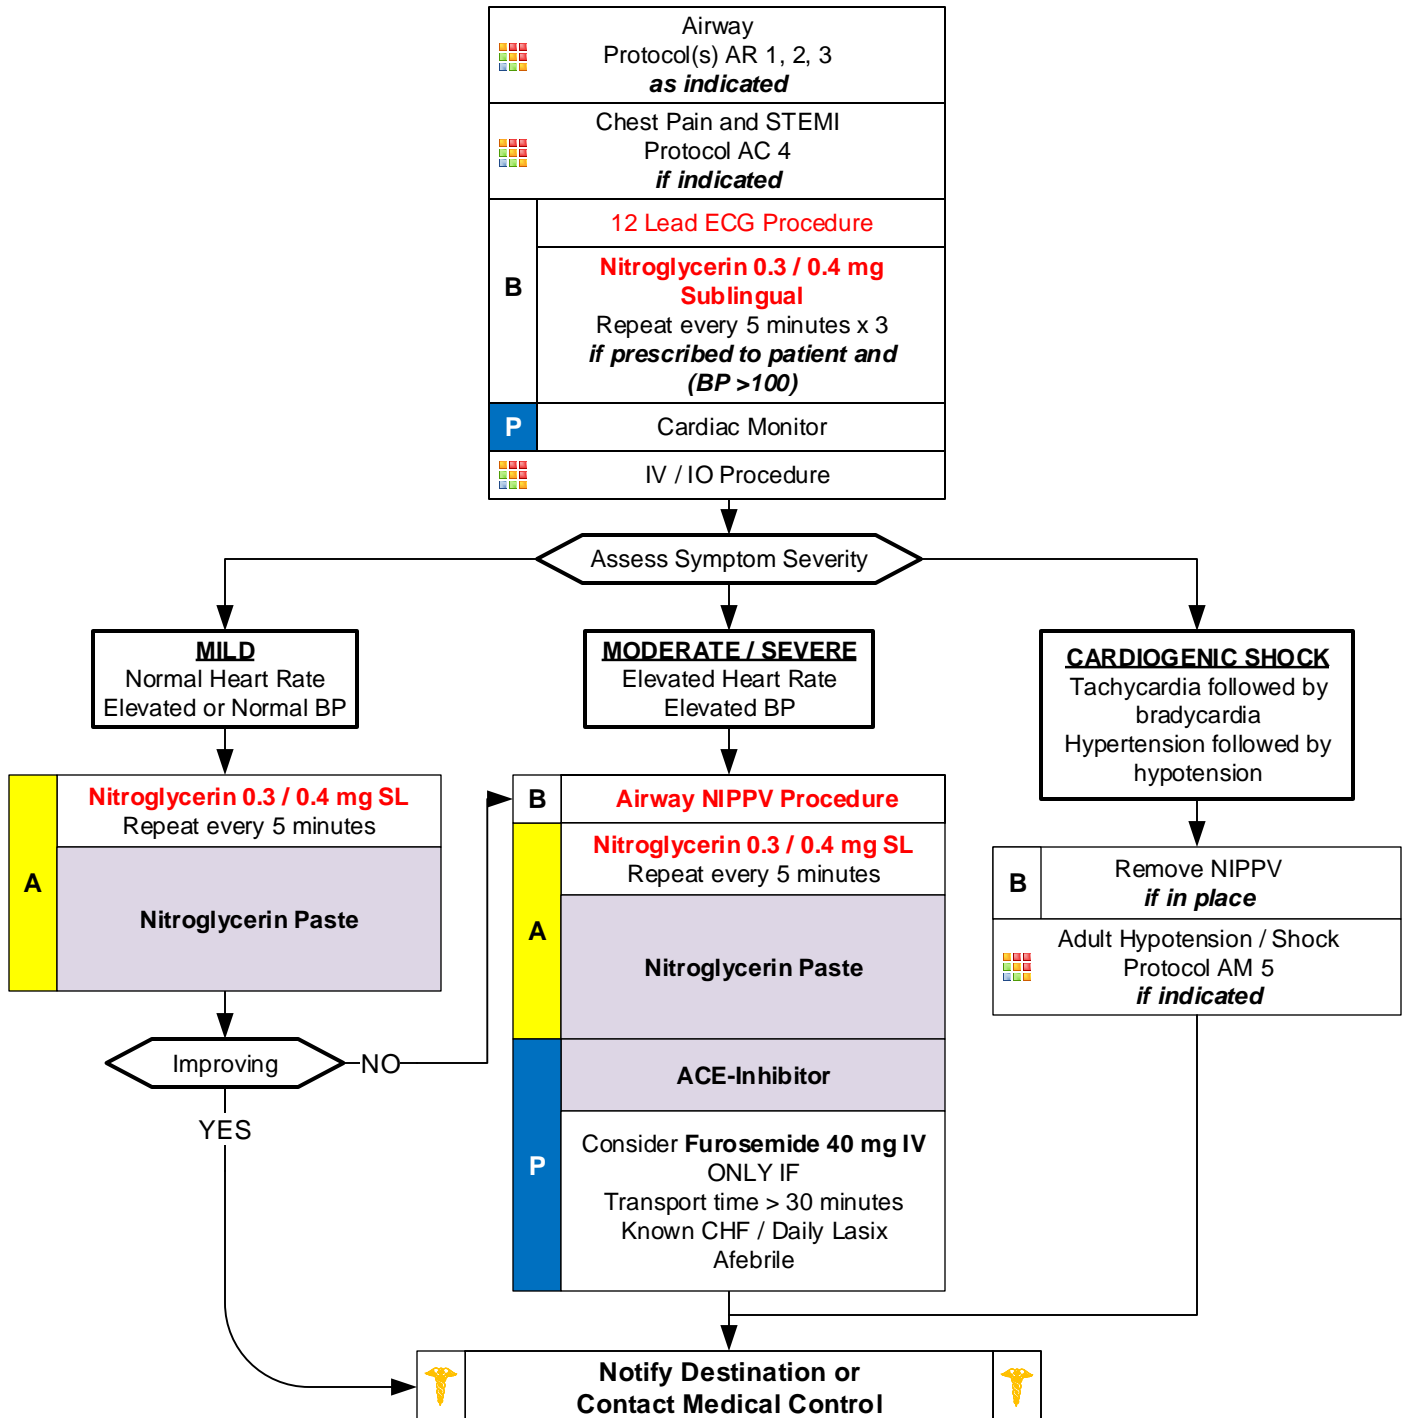 Airway
Protocol(s) AR 1, 2, 3
as indicated
Chest Pain and STEMI
Protocol AC 4
if indicated
B
12 Lead ECG Procedure
Nitroglycerin 0.3 / 0.4 mg
Sublingual
Repeat every 5 minutes x 3
if prescribed to patient and
(BP >100)
P
Cardiac Monitor
IV / IO Procedure
Assess Symptom Severity
MILD
Normal Heart Rate
Elevated or Normal BP
MODERATE / SEVERE
Elevated Heart Rate
Elevated BP
CARDIOGENIC SHOCK
Tachycardia followed by
bradycardia
Hypertension followed by
hypotension
A
Nitroglycerin 0.3 / 0.4 mg SL
Repeat every 5 minutes
Nitroglycerin Paste
Improving
NO
YES
B
Airway NIPPV Procedure
A
Nitroglycerin 0.3 / 0.4 mg SL
Repeat every 5 minutes
Nitroglycerin Paste
P
ACE-Inhibitor
Consider Furosemide 40 mg IV
ONLY IF
Transport time > 30 minutes
Known CHF / Daily Lasix
Afebrile
B
Remove NIPPV
if in place
Adult Hypotension / Shock
Protocol AM 5
if indicated
Notify Destination or
Contact Medical Control